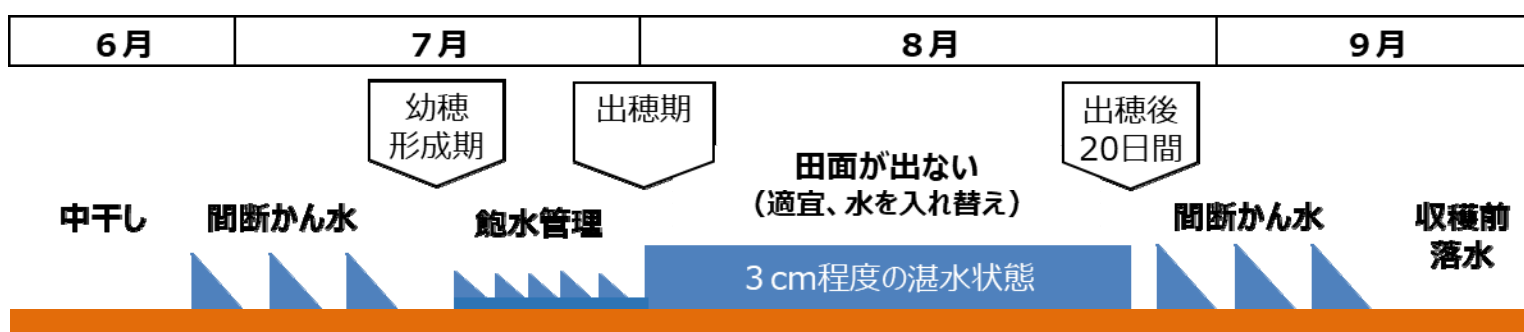 6月 7月 8月 9月
幼穂
形成期
出穂期
出穂後
20日間
田面が出ない
(適宜、水を入れ替え)
中干し 間断かん水 飽水管理 間断かん水 収穫前
落水
3cm程度の湛水状態